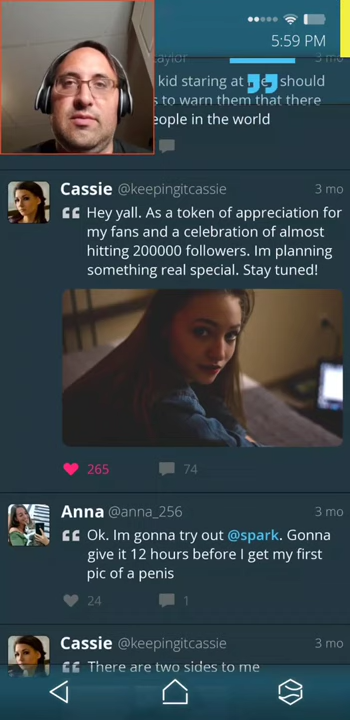 5:59 PM
taylor 3 mo
kid staring at me should
s to warn them that there
eople in the world
Cassie @keepingitcassie 3 mo
Hey yall. As a token of appreciation for
my fans and a celebration of almost
hitting 200000 followers. Im planning
something real special. Stay tuned!
265 74
Anna @anna_256 3 mo
Ok. Im gonna try out @spark. Gonna
give it 12 hours before I get my first
pic of a penis
24 1
Cassie @keepingitcassie 3 mo
There are two sides to me